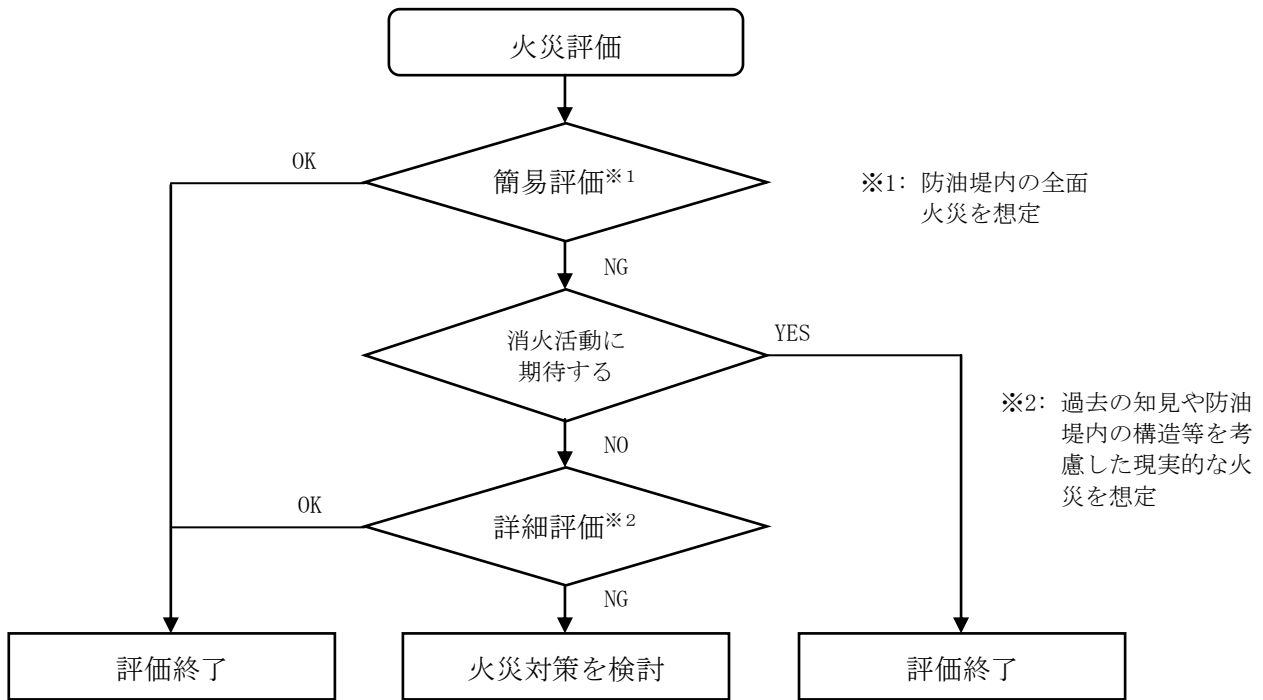 火災評価
OK
簡易評価※1
※1: 防油堤内の全面
火災を想定
NG
消火活動に
期待する
YES
※2: 過去の知見や防油
堤内の構造等を考
慮した現実的な火
災を想定
NO
OK
詳細評価※2
NG
評価終了
火災対策を検討
評価終了